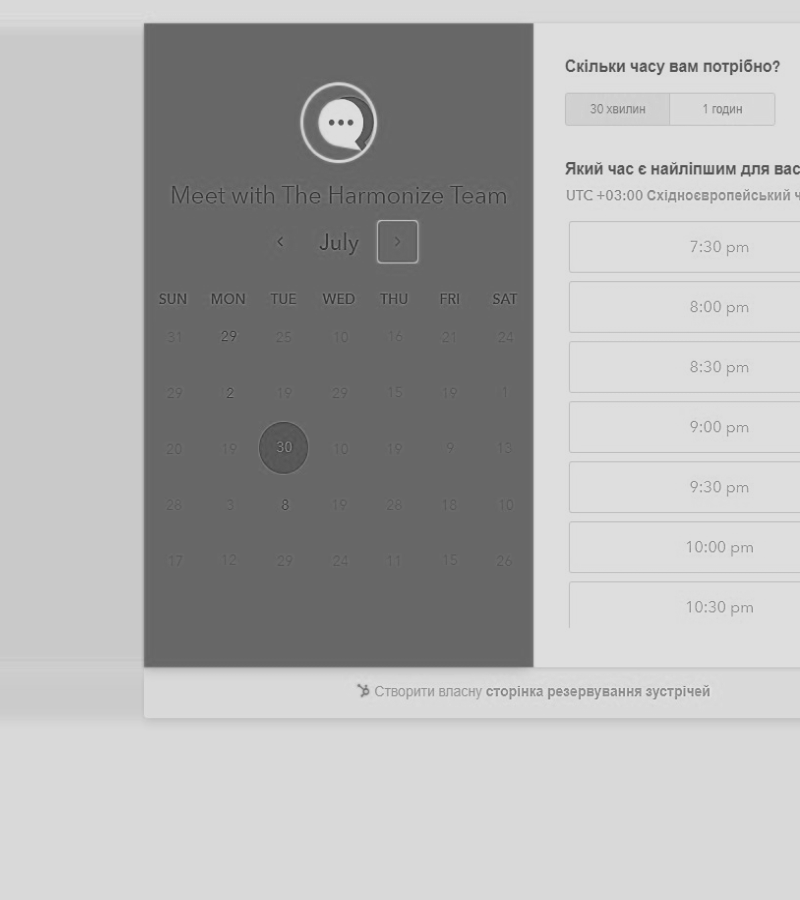 Meet with The Harmonize Team
July
SUN MON TUE WED THU FRI SAT
31 29 25 10 16 21 24
29 2 19 29 15 19 1
20 19 30 10 19 9 13
28 3 8 19 28 18 10
17 12 29 24 11 15 26
Скільки часу вам потрібно?
30 хвилин 1 годин
Який час є найліпшим для вас
UTC +03:00 Східноєвропейський ч
7:30 pm
8:00 pm
8:30 pm
9:00 pm
9:30 pm
10:00 pm
10:30 pm
Створити власну сторінка резервування зустрічей